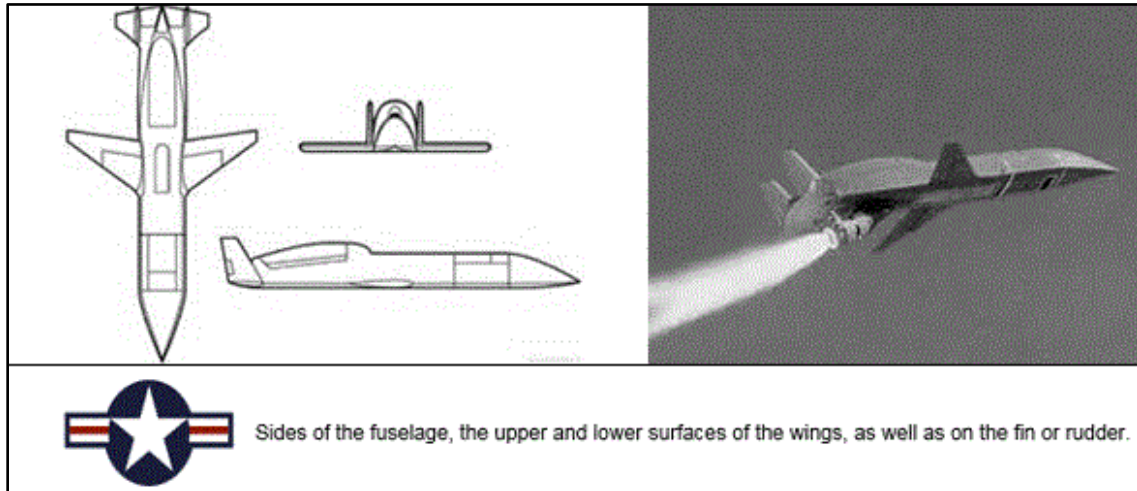 Sides of the fuselage, the upper and lower surfaces of the wings, as well as on the fin or rudder.